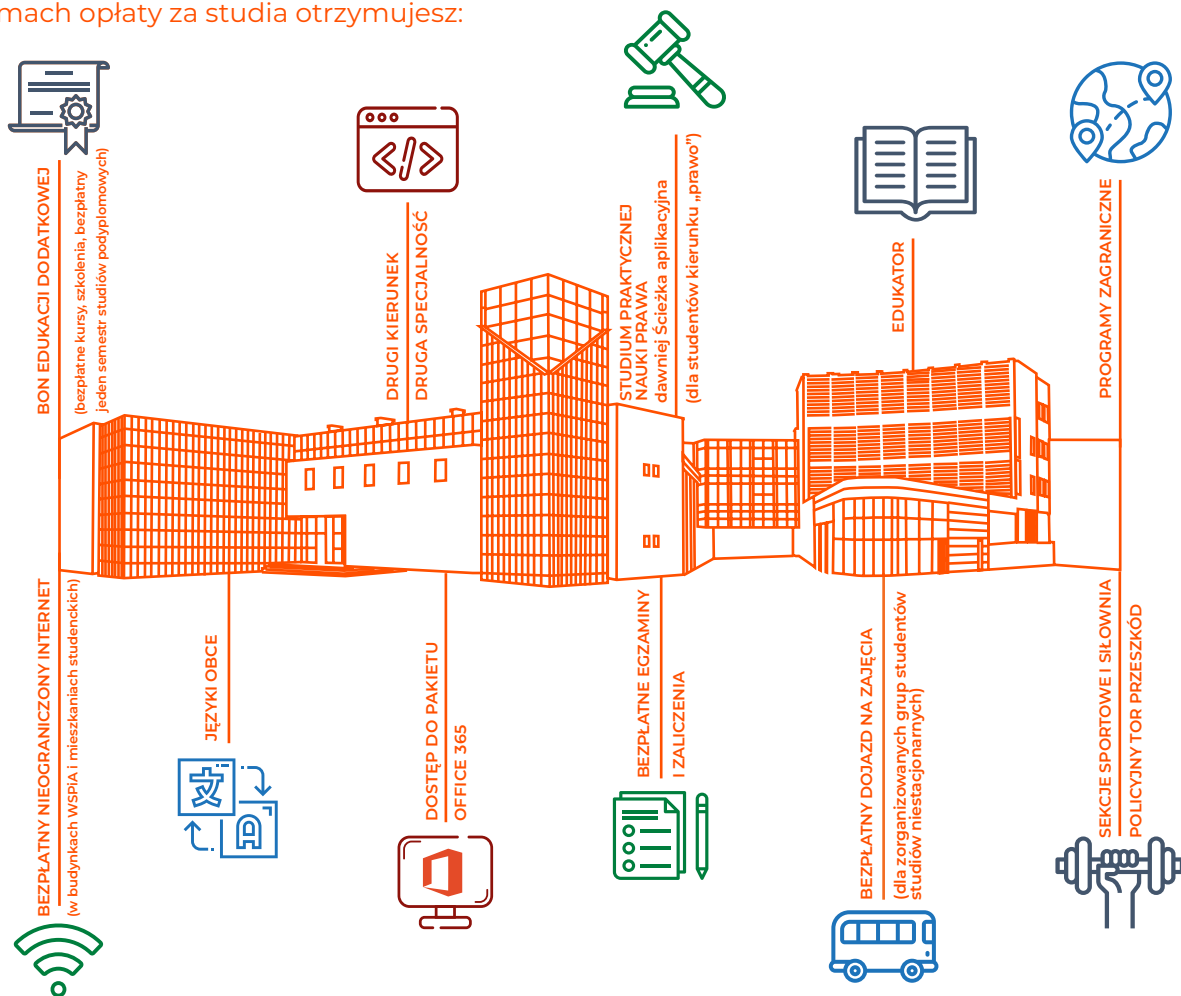 mach opłaty za studia otrzymujesz:
BON EDUKACJI DODATKOWEJ
(bezpłatne kursy, szkolenia, bezpłatny
jeden semestr studiów podyplomowych)
DRUGI KIERUNEK
DRUGA SPECJALNOŚĆ
STUDIUM PRAKTYCZNEJ
NAUKI PRAWA
dawniej Ścieżka aplikacyjna
(dla studentów kierunku „prawo”)
EDUKATOR
PROGRAMY ZAGRANICZNE
BEZPŁATNY NIEOGRANICZONY INTERNET
(w budynkach WSPiA i mieszkaniach studenckich)
JĘZYKI OBCE
DOSTĘP DO PAKIETU
OFFICE 365
BEZPŁATNE EGZAMINY
I ZALICZENIA
BEZPŁATNY DOJAZD NA ZAJĘCIA
(dla zorganizowanych grup studentów
studiów niestacjonarnych)
SEKCJE SPORTOWE I SIŁOWNIA
POLICYJNY TOR PRZESZKÓD
文
A